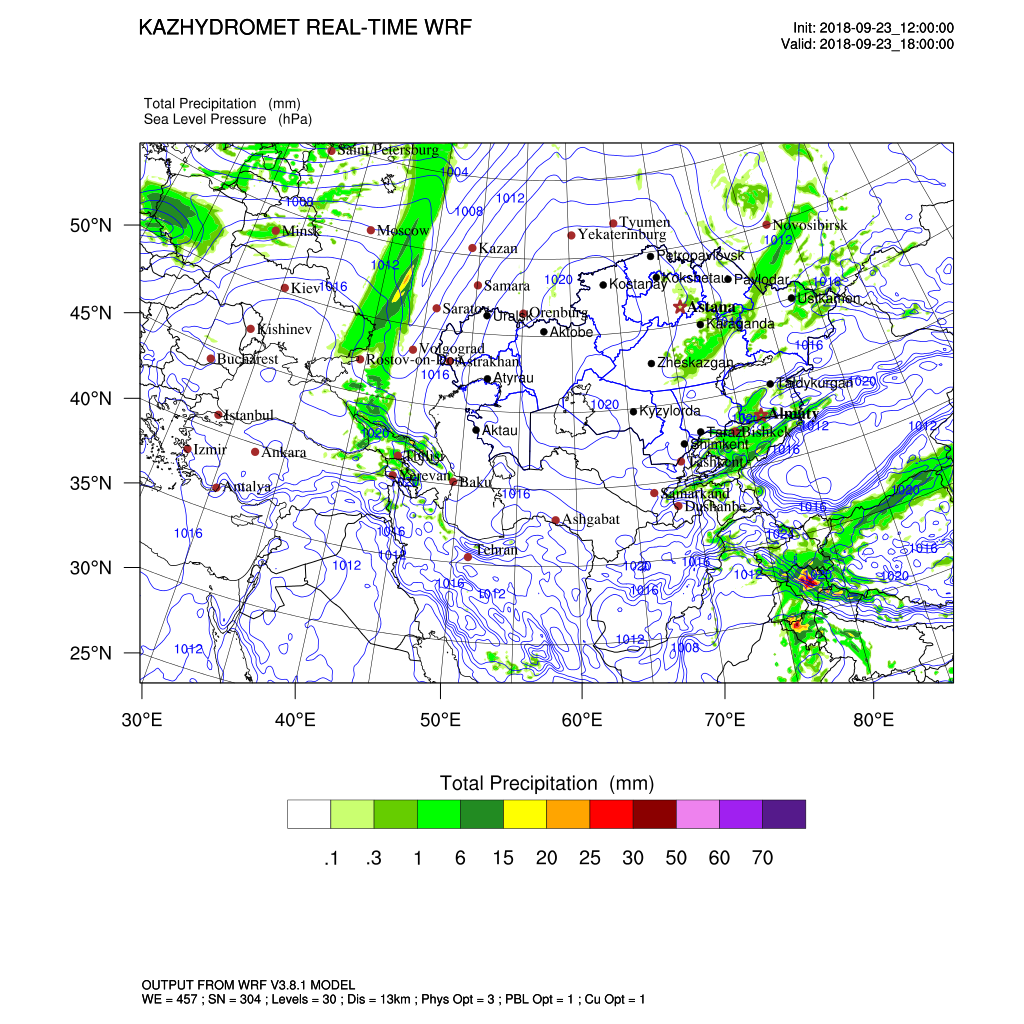 KAZHYDROMET REAL-TIME WRF
Init: 2018-09-23_12:00:00
Valid: 2018-09-23_18:00:00
Total Precipitation (mm)
Sea Level Pressure (hPa)
Saint/Petersburg
1004
1012
1008
1008
50°N
Minsk
Moscow
Tyumen
Yekaterinburg
Novosibirsk
1012
Kazan
Petropavlovsk
1012
1020
Kokshetau
Pavlodar
1016
Kiev
1016
Samara
Kostanay
Ustkamon
45°N
Saratov
Uralsk
Orenburg
Astana
Kishinev
Aktobe
Karaganda
1016
Bucharest
Rostov-on-Don
Volgograd
Astrakhan
Zheskazgan
1016
Atyrau
Taldykurgan
1020
40°N
Istanbul
1020
Kyzylorda
1020
Almaty
1012
1020
Aktau
Taraz
Bishkek
Izmir
Ankara
Tbilisi
Shimkent
1016
Tashkent
35°N
Antalya
Yerevan
Baku
1016
Samarkand
Dushanbe
1020
1016
Ashgabat
1016
1016
1024
1016
Tehran
1012
30°N
1012
1016
1012
1020
1016
1016
1012
1020
1020
25°N
1012
1012
1008
30°E
40°E
50°E
60°E
70°E
80°E
Total Precipitation (mm)
.1 .3 1 6 15 20 25 30 50 60 70
OUTPUT FROM WRF V3.8.1 MODEL
WE = 457 ; SN = 304 ; Levels = 30 ; Dis = 13km ; Phys Opt = 3 ; PBL Opt = 1 ; Cu Opt = 1